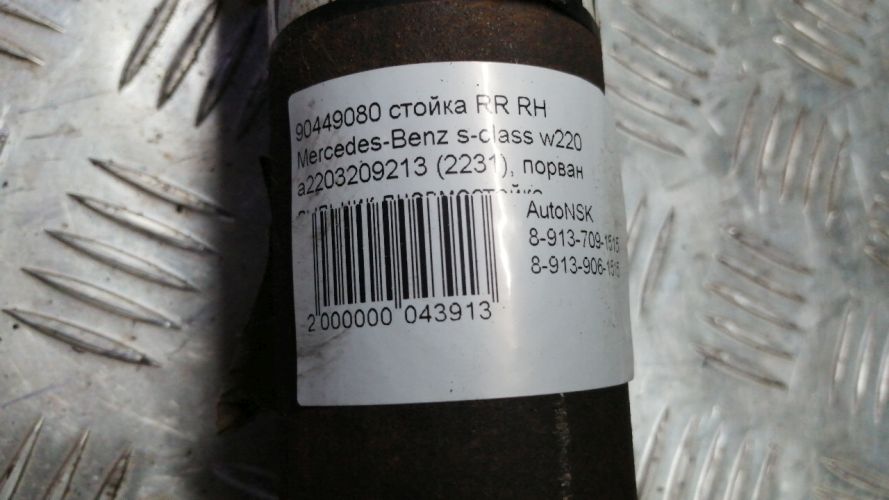 90449080 стойка RR RH
Mercedes-Benz s-class w220
a2203209213 (2231), порван
AutoNSK
8-913-709-1515
8-913-906-1515
2 000000 043913